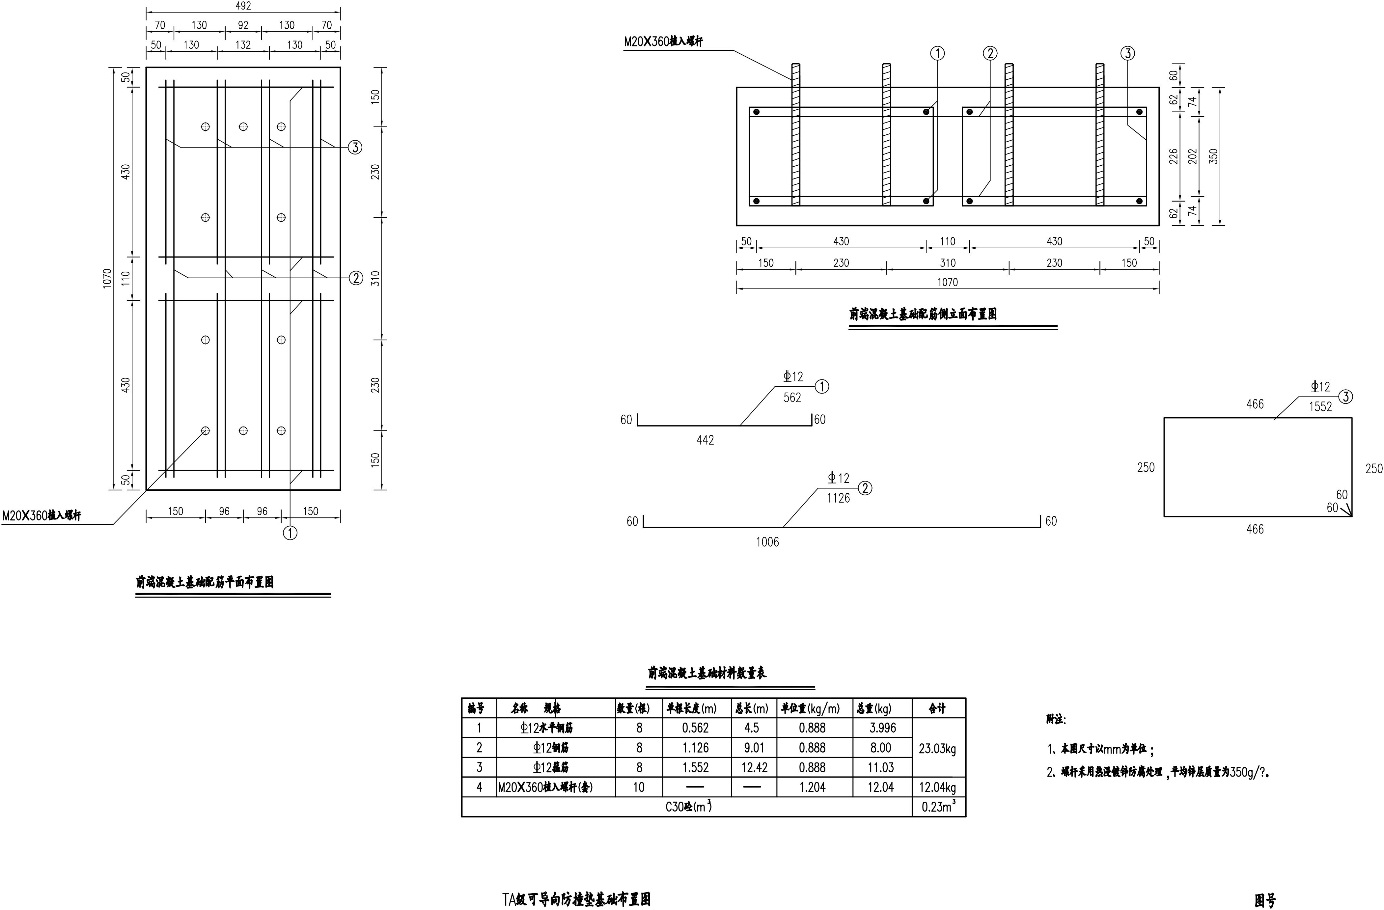 492
70 130 92 130 70
50 130 132 130 50
1070
50
430
110
430
50
150
230
310
230
150
③
②
①
M20X360植入螺杆
150 96 96 150
前端混凝土基础配筋平面布置图
M20X360植入螺杆
① ② ③
60
62 74
226 202 350
62 74
50 430 110 430 50
150 230 310 230 150
1070
前端混凝土基础配筋侧立面布置图
Φ12 ①
562
60 60
442
Φ12 ②
1126
60 60
1006
Φ12 ③
1552
466
250 250
60
60
466
前端混凝土基础材料数量表
编号 名称 规格 数量(根) 单根长度(m) 总长(m) 单位重(kg/m) 总重(kg) 合计
1 Φ12水平钢筋 8 0.562 4.5 0.888 3.996
2 Φ12钢筋 8 1.126 9.01 0.888 8.00 23.03kg
3 Φ12箍筋 8 1.552 12.42 0.888 11.03
4 M20X360植入螺杆(套) 10 — — 1.204 12.04 12.04kg
C30砼(m³) 0.23m³
附注:
1、本图尺寸以mm为单位；
2、螺杆采用热浸镀锌防腐处理，平均锌层质量为350g/?。
TA级可导向防撞垫基础布置图
图号